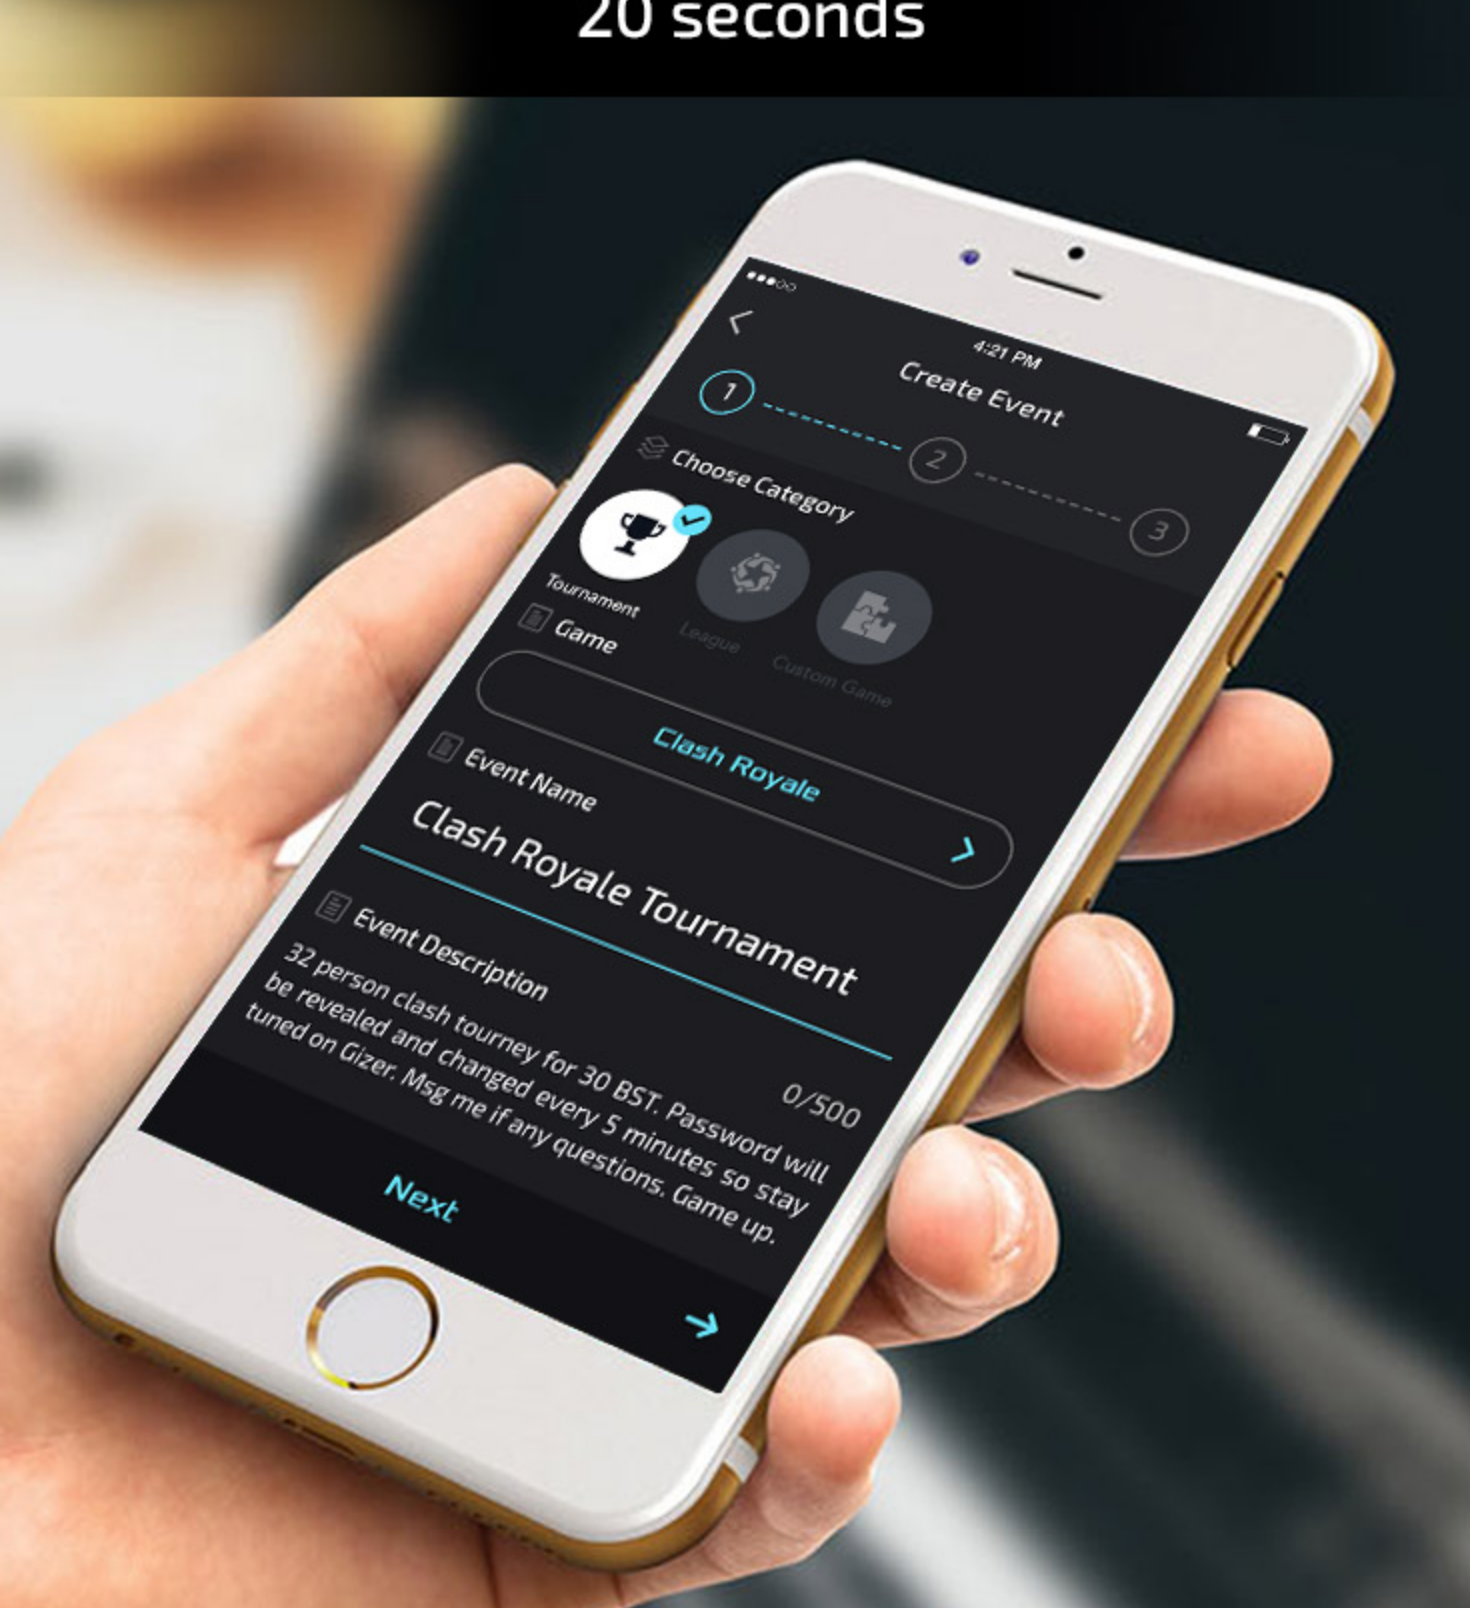 20 seconds
4:21 PM
Create Event
1
2
3
Choose Category
Tournament
League
Custom Game
Game
Clash Royale
Event Name
Clash Royale Tournament
Event Description
0/500
32 person clash tourney for 30 BST. Password will
be revealed and changed every 5 minutes so stay
tuned on Gizer. Msg me if any questions. Game up.
Next